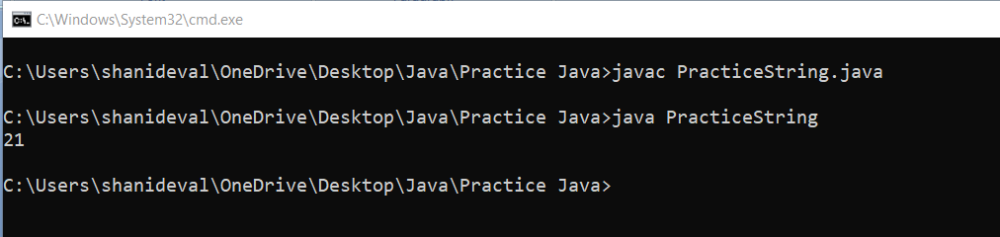 C:\Windows\System32\cmd.exe
C:\Users\shanideval\OneDrive\Desktop\Java\Practice Java>javac PracticeString.java
C:\Users\shanideval\OneDrive\Desktop\Java\Practice Java>java PracticeString
21
C:\Users\shanideval\OneDrive\Desktop\Java\Practice Java>